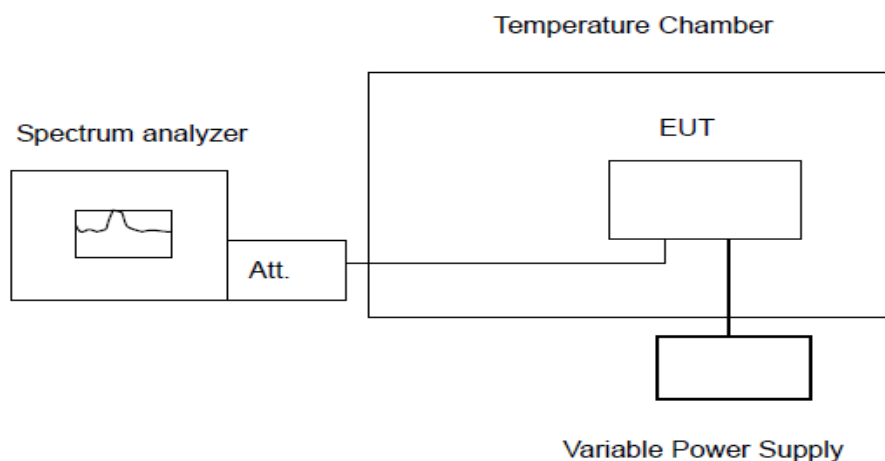 Temperature Chamber
Spectrum analyzer
EUT
Att.
Variable Power Supply